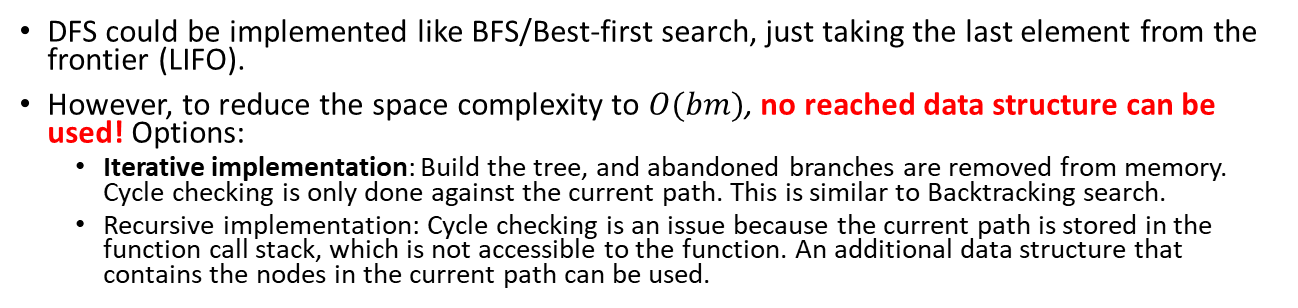 • DFS could be implemented like BFS/Best-first search, just taking the last element from the
frontier (LIFO).
• However, to reduce the space complexity to O(bm), no reached data structure can be
used! Options:
• Iterative implementation: Build the tree, and abandoned branches are removed from memory.
Cycle checking is only done against the current path. This is similar to Backtracking search.
• Recursive implementation: Cycle checking is an issue because the current path is stored in the
function call stack, which is not accessible to the function. An additional data structure that
contains the nodes in the current path can be used.